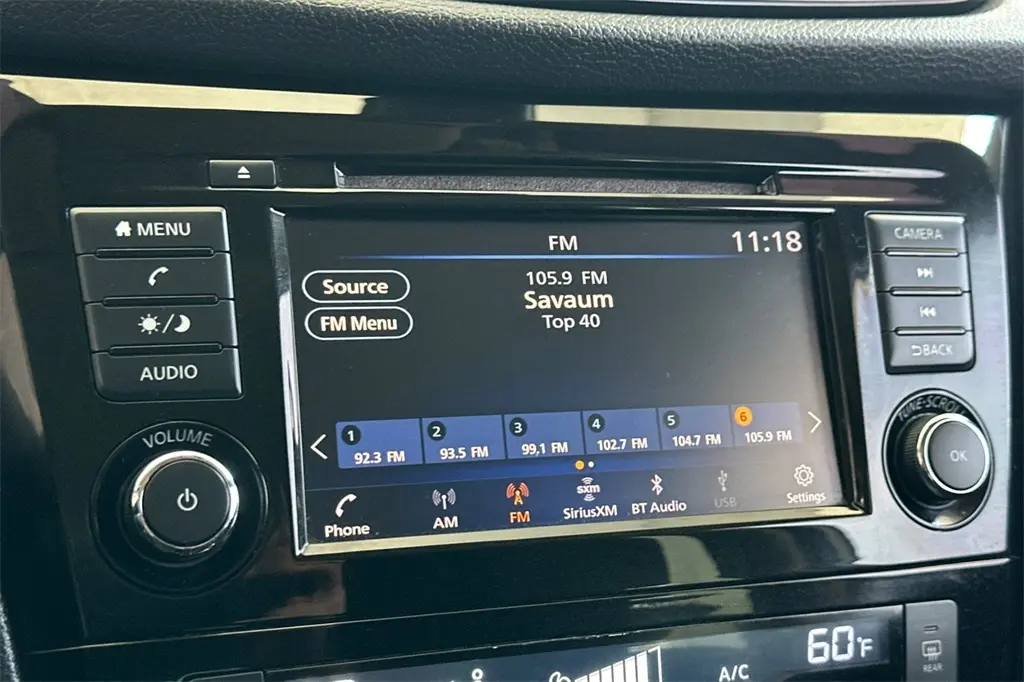 MENU
AUDIO
VOLUME
FM
11:18
Source
FM Menu
105.9 FM
Savaum
Top 40
1
92.3 FM
2
93.5 FM
3
99.1 FM
4
102.7 FM
5
104.7 FM
6
105.9 FM
Phone
AM
FM
sxm
SiriusXM
BT Audio
USB
Settings
CAMERA
BACK
TUNE-SCROLL
OK
A/C
60°F
REAR